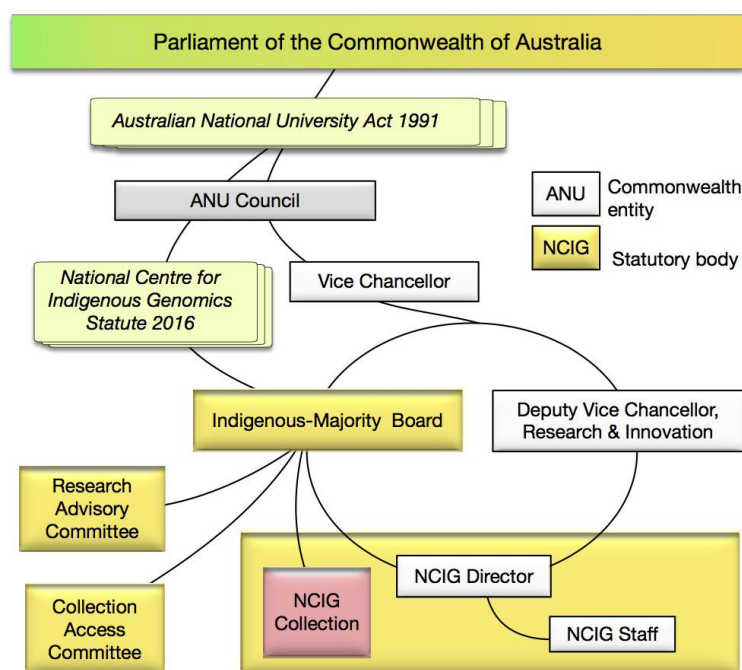 Parliament of the Commonwealth of Australia
Australian National University Act 1991
ANU Council
ANU
Commonwealth
entity
NCIG
Statutory body
National Centre for
Indigenous Genomics
Statute 2016
Vice Chancellor
Indigenous-Majority Board
Deputy Vice Chancellor,
Research & Innovation
Research
Advisory
Committee
Collection
Access
Committee
NCIG
Collection
NCIG Director
NCIG Staff